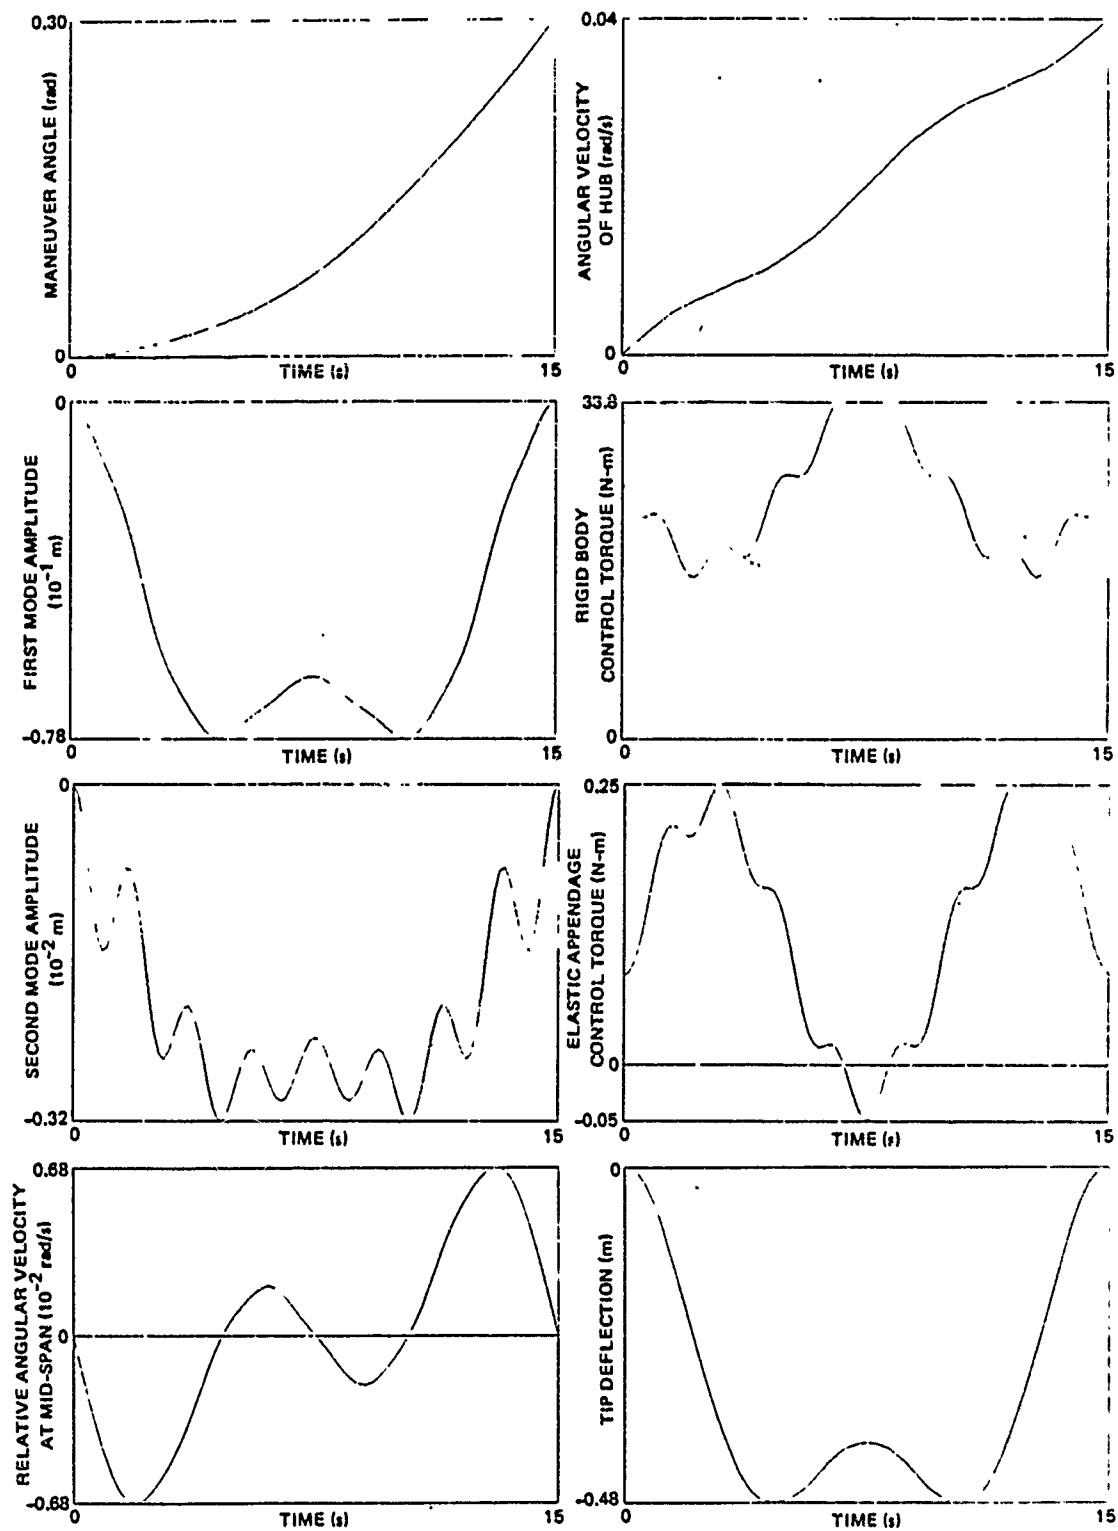 0.30
MANEUVER ANGLE (rad)
0
0
TIME (s)
15
0.04
ANGULAR VELOCITY
OF HUB (rad/s)
0
0
TIME (s)
15
0
FIRST MODE AMPLITUDE
(10⁻¹ m)
-0.78
0
TIME (s)
15
33.8
RIGID BODY
CONTROL TORQUE (N-m)
0
0
TIME (s)
15
0
SECOND MODE AMPLITUDE
(10⁻² m)
-0.32
0
TIME (s)
15
0.25
ELASTIC APPENDAGE
CONTROL TORQUE (N-m)
0
-0.05
0
TIME (s)
15
0.68
RELATIVE ANGULAR VELOCITY
AT MID-SPAN (10⁻² rad/s)
0
-0.68
0
TIME (s)
15
0
TIP DEFLECTION (m)
-0.48
0
TIME (s)
15